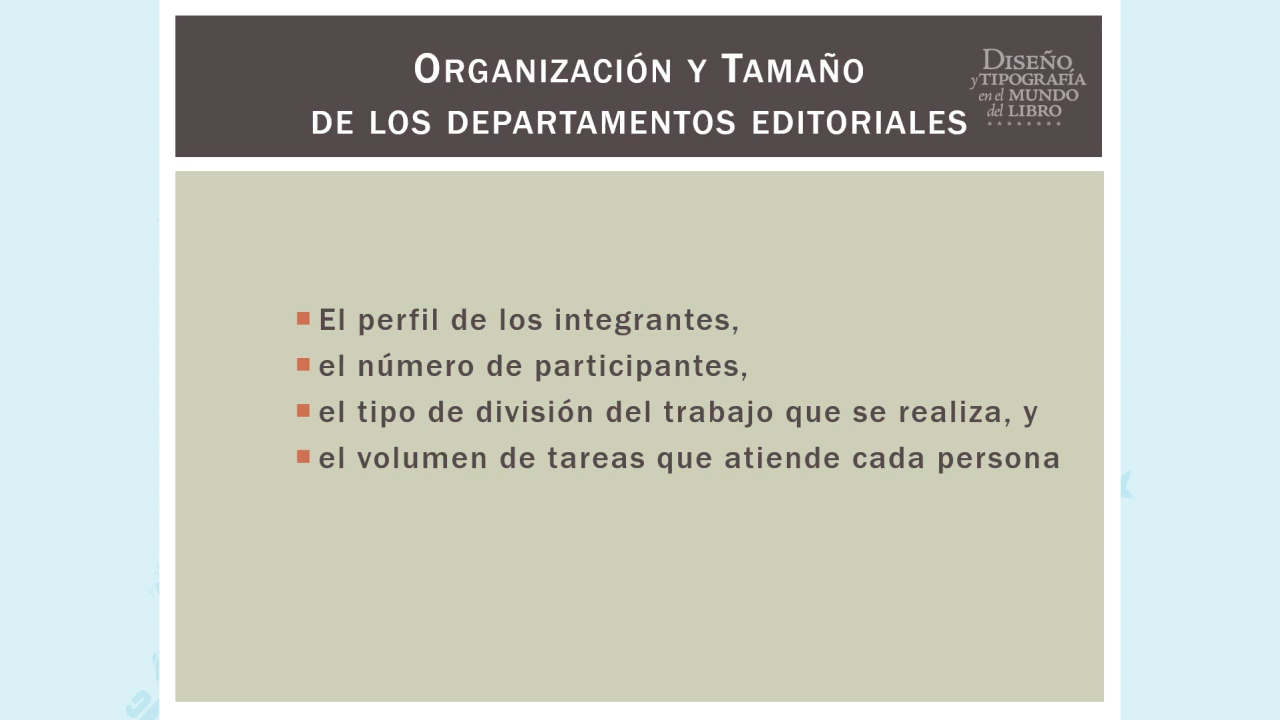 Organización y Tamaño
de los departamentos editoriales
Diseño
y Tipografía
en el Mundo
del Libro
El perfil de los integrantes,
el número de participantes,
el tipo de división del trabajo que se realiza, y
el volumen de tareas que atiende cada persona